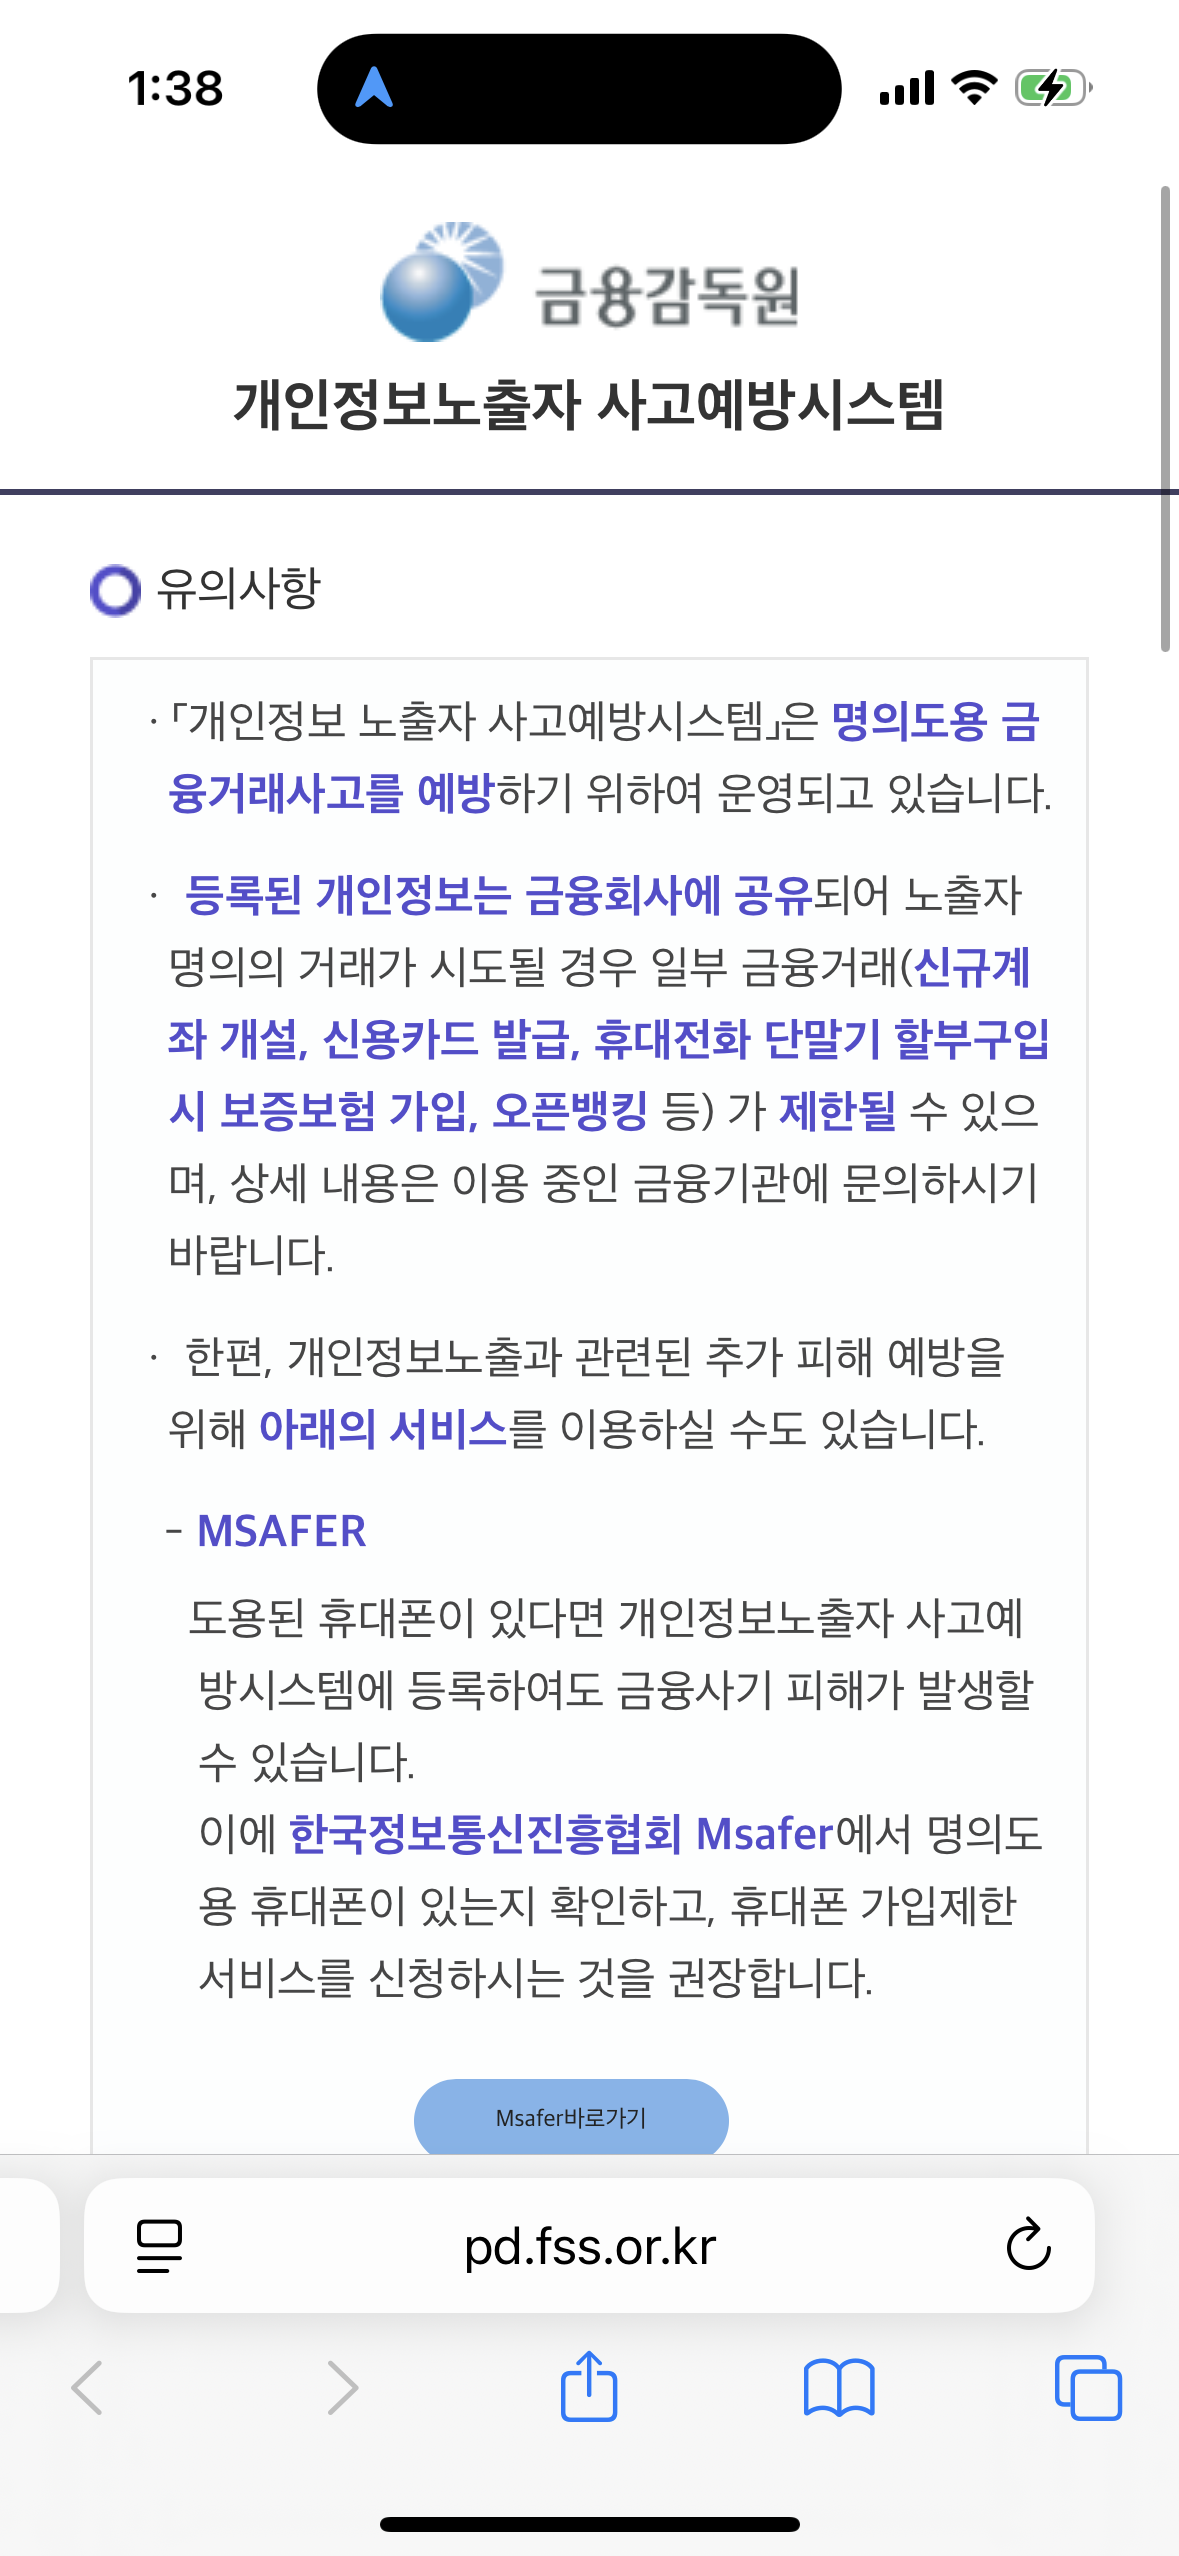 1:38
금융감독원
개인정보노출자 사고예방시스템
유의사항
· ｢개인정보 노출자 사고예방시스템｣은 명의도용 금
융거래사고를 예방하기 위하여 운영되고 있습니다.
· 등록된 개인정보는 금융회사에 공유되어 노출자
명의의 거래가 시도될 경우 일부 금융거래(신규계
좌 개설, 신용카드 발급, 휴대전화 단말기 할부구입
시 보증보험 가입, 오픈뱅킹 등) 가 제한될 수 있으
며, 상세 내용은 이용 중인 금융기관에 문의하시기
바랍니다.
· 한편, 개인정보노출과 관련된 추가 피해 예방을
위해 아래의 서비스를 이용하실 수도 있습니다.
- MSAFER
도용된 휴대폰이 있다면 개인정보노출자 사고예
방시스템에 등록하여도 금융사기 피해가 발생할
수 있습니다.
이에 한국정보통신진흥협회 Msafer에서 명의도
용 휴대폰이 있는지 확인하고, 휴대폰 가입제한
서비스를 신청하시는 것을 권장합니다.
Msafer바로가기
pd.fss.or.kr